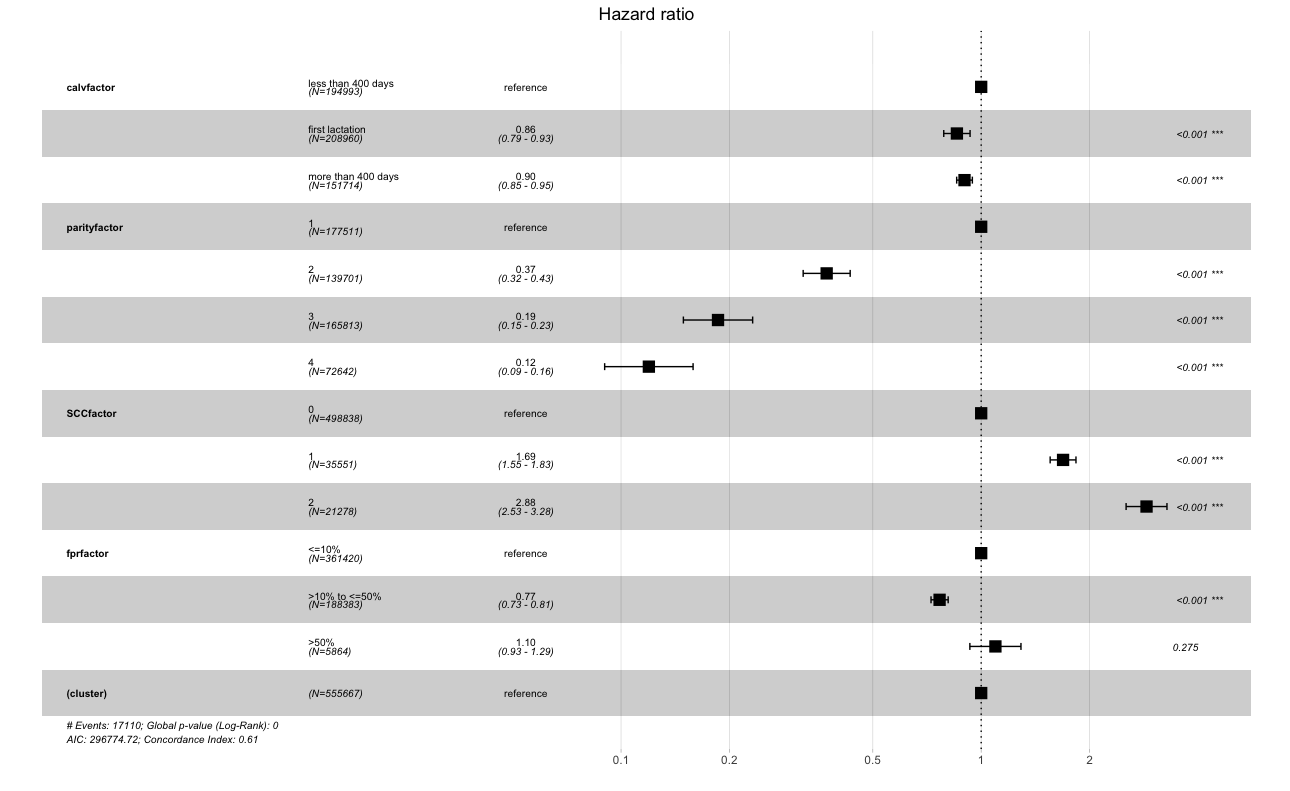 Hazard ratio
calvfactor less than 400 days reference
(N=194993)
first lactation 0.86
(N=208960) (0.79 - 0.93) <0.001 ***
more than 400 days 0.90
(N=151714) (0.85 - 0.95) <0.001 ***
parityfactor 1 reference
(N=177511)
2 0.37
(N=139701) (0.32 - 0.43) <0.001 ***
3 0.19
(N=165813) (0.15 - 0.23) <0.001 ***
4 0.12
(N=72642) (0.09 - 0.16) <0.001 ***
SCCfactor 0 reference
(N=498838)
1 1.69
(N=35551) (1.55 - 1.83) <0.001 ***
2 2.88
(N=21278) (2.53 - 3.28) <0.001 ***
fprfactor <=10% reference
(N=361420)
>10% to <=50% 0.77
(N=188383) (0.73 - 0.81) <0.001 ***
>50% 1.10
(N=5864) (0.93 - 1.29) 0.275
(cluster) (N=555667) reference
# Events: 17110; Global p-value (Log-Rank): 0
AIC: 296774.72; Concordance Index: 0.61
0.1 0.2 0.5 1 2